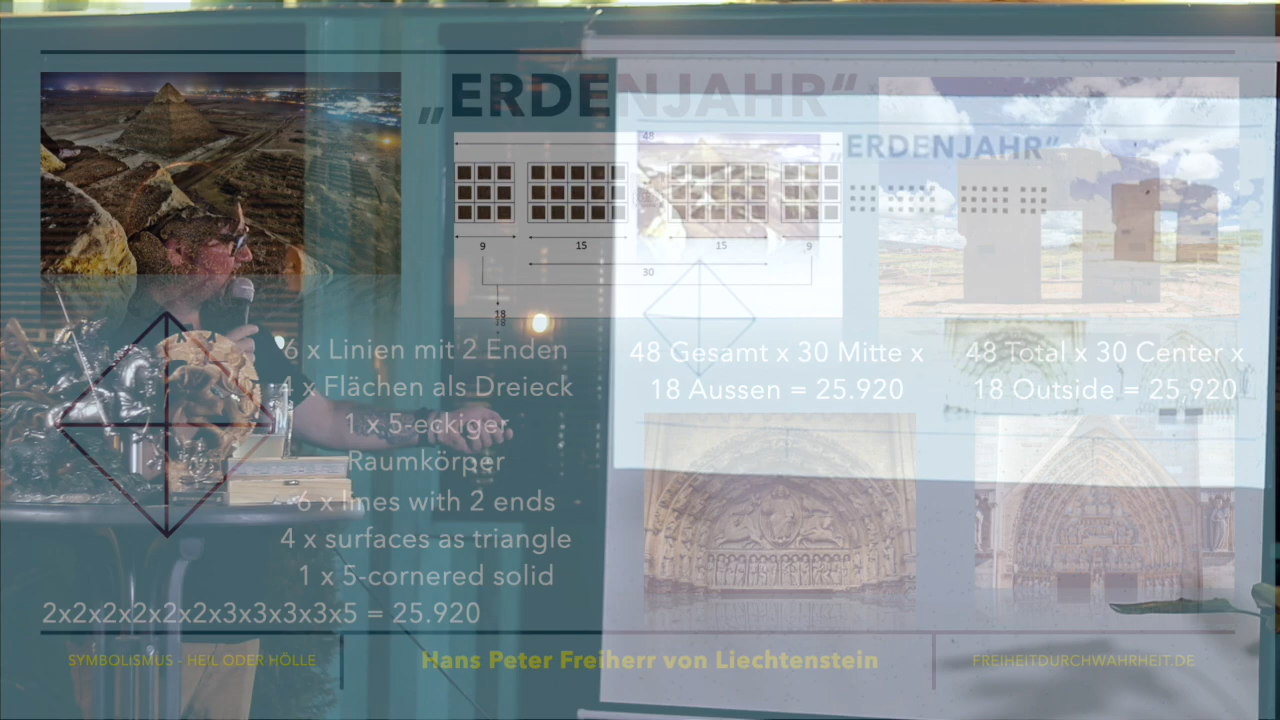 „ERDENJAHR“
„ERDENJAHR“
48
9
15
15
9
30
18
6 x Linien mit 2 Enden
4 x Flächen als Dreieck
1 x 5-eckiger
Raumkörper
6 x lines with 2 ends
4 x surfaces as triangle
1 x 5-cornered solid
2x2x2x2x2x2x3x3x3x3x5 = 25.920
48 Gesamt x 30 Mitte x
18 Aussen = 25.920
48 Total x 30 Center x
18 Outside = 25,920
SYMBOLISMUS - HEIL ODER HÖLLE
Hans Peter Freiherr von Liechtenstein
FREIHEITDURCHWAHRHEIT.DE